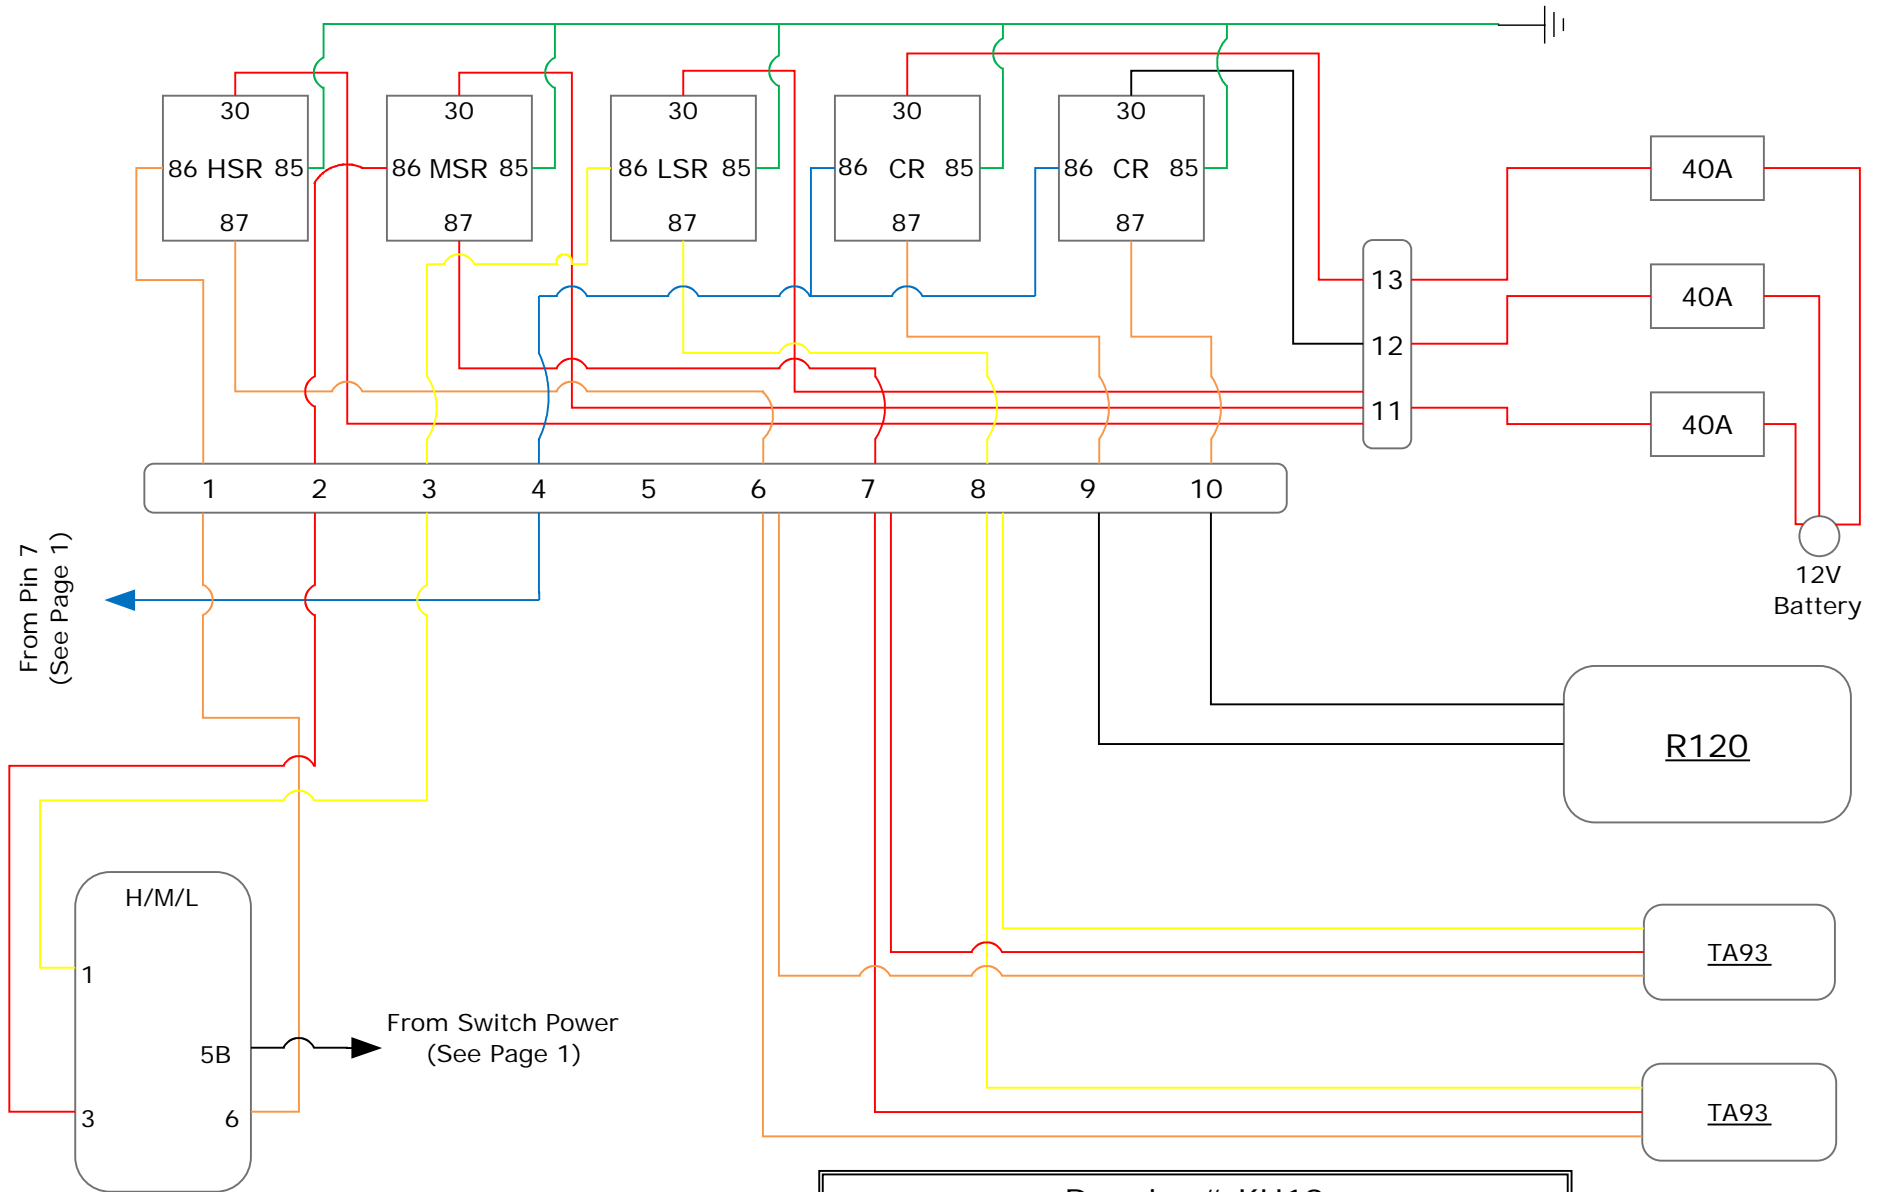 30 30 30 30 30
86 HSR 85 86 MSR 85 86 LSR 85 86 CR 85 86 CR 85
87 87 87 87 87
40A
40A
40A
13
12
11
1 2 3 4 5 6 7 8 9 10
From Pin 7
(See Page 1)
12V
Battery
R120
H/M/L
1
5B
3
6
From Switch Power
(See Page 1)
TA93
TA93